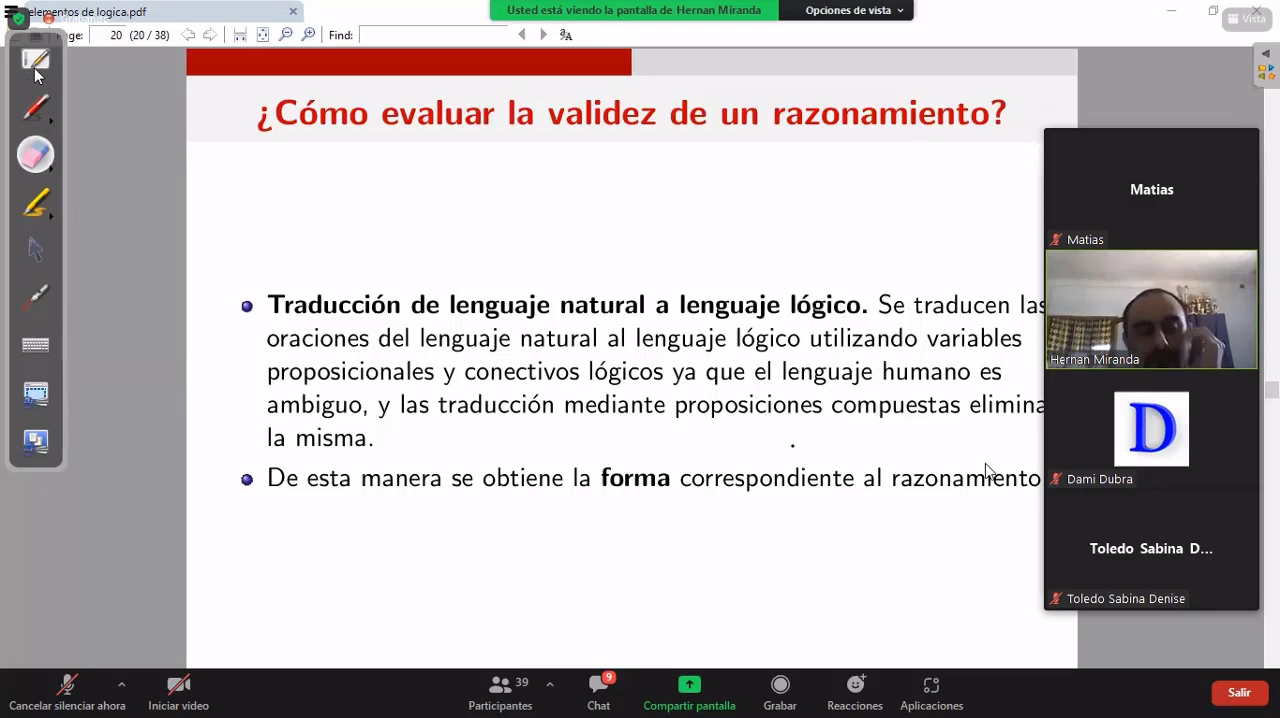 elementos de logica.pdf
Usted está viendo la pantalla de Hernan Miranda
Opciones de vista
Vista
20 (20 / 38)
Find:
¿Cómo evaluar la validez de un razonamiento?
Traducción de lenguaje natural a lenguaje lógico. Se traducen las
oraciones del lenguaje natural al lenguaje lógico utilizando variables
proposicionales y conectivos lógicos ya que el lenguaje humano es
ambiguo, y las traducción mediante proposiciones compuestas elimina
la misma.
De esta manera se obtiene la forma correspondiente al razonamiento
Matias
Matias
Hernan Miranda
D
Dami Dubra
Toledo Sabina D...
Toledo Sabina Denise
Cancelar silenciar ahora
Iniciar video
39
Participantes
9
Chat
Compartir pantalla
Grabar
Reacciones
Aplicaciones
Salir